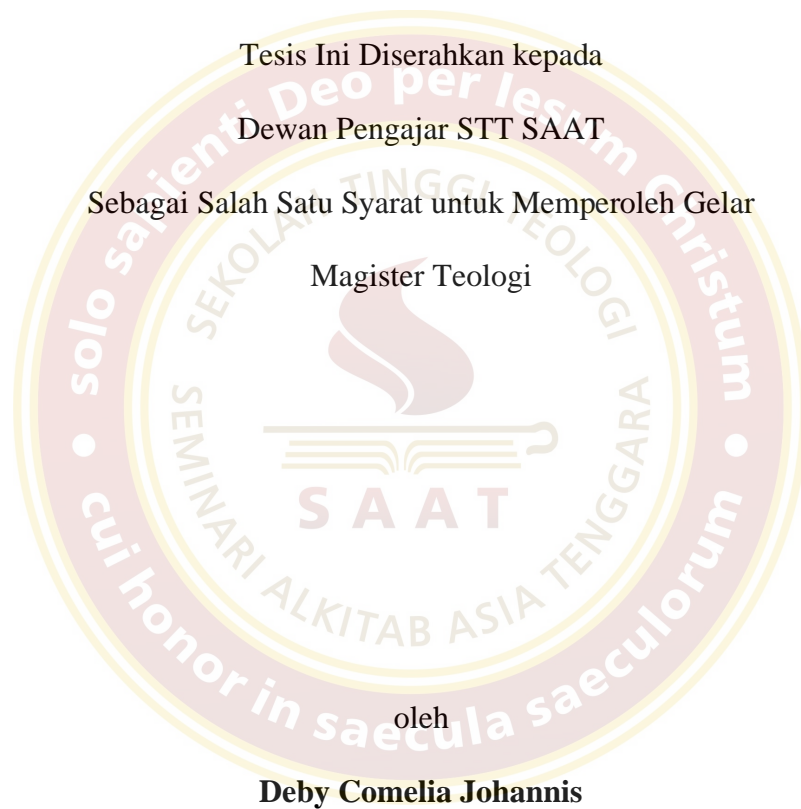 Tesis Ini Diserahkan kepada
Dewan Pengajar STT SAAT
Sebagai Salah Satu Syarat untuk Memperoleh Gelar
Magister Teologi
solo sapienti Deo per Iesum Christum
SEKOLAH TINGGI TEOLOGI
SEMINARI ALKITAB ASIA TENGGARA
SAAT
cui honor in saecula saeculorum
oleh
Deby Comelia Johannis